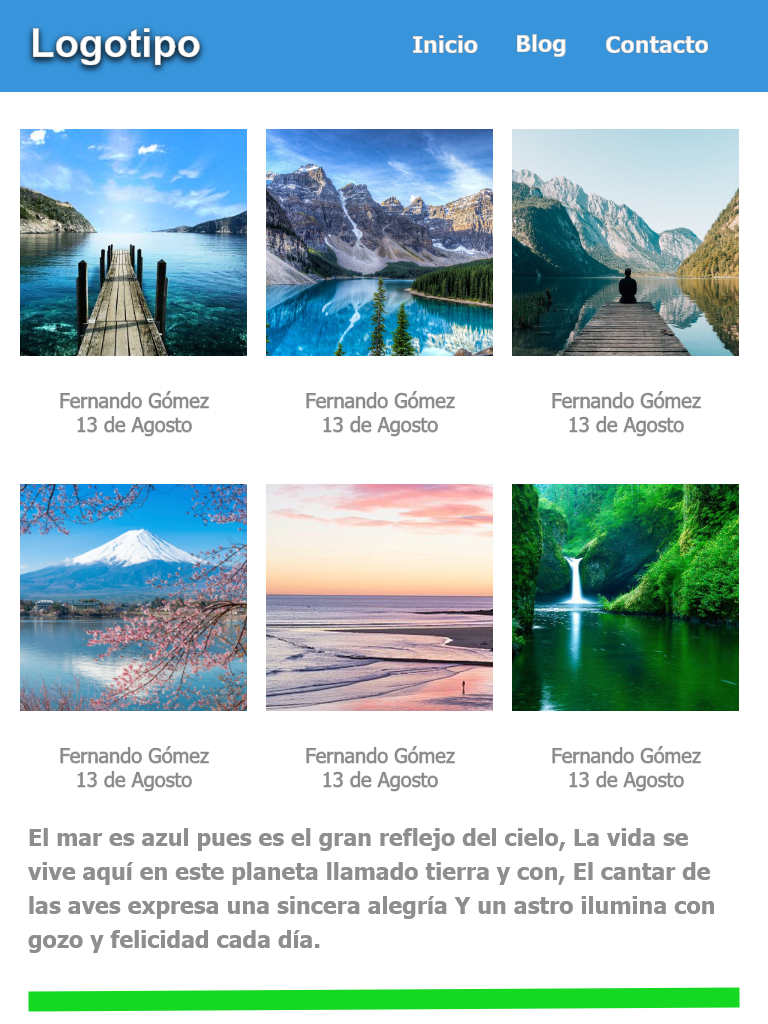 Logotipo Inicio Blog Contacto
Fernando Gómez Fernando Gómez Fernando Gómez
13 de Agosto 13 de Agosto 13 de Agosto
Fernando Gómez Fernando Gómez Fernando Gómez
13 de Agosto 13 de Agosto 13 de Agosto
El mar es azul pues es el gran reflejo del cielo, La vida se
vive aquí en este planeta llamado tierra y con, El cantar de
las aves expresa una sincera alegría Y un astro ilumina con
gozo y felicidad cada día.